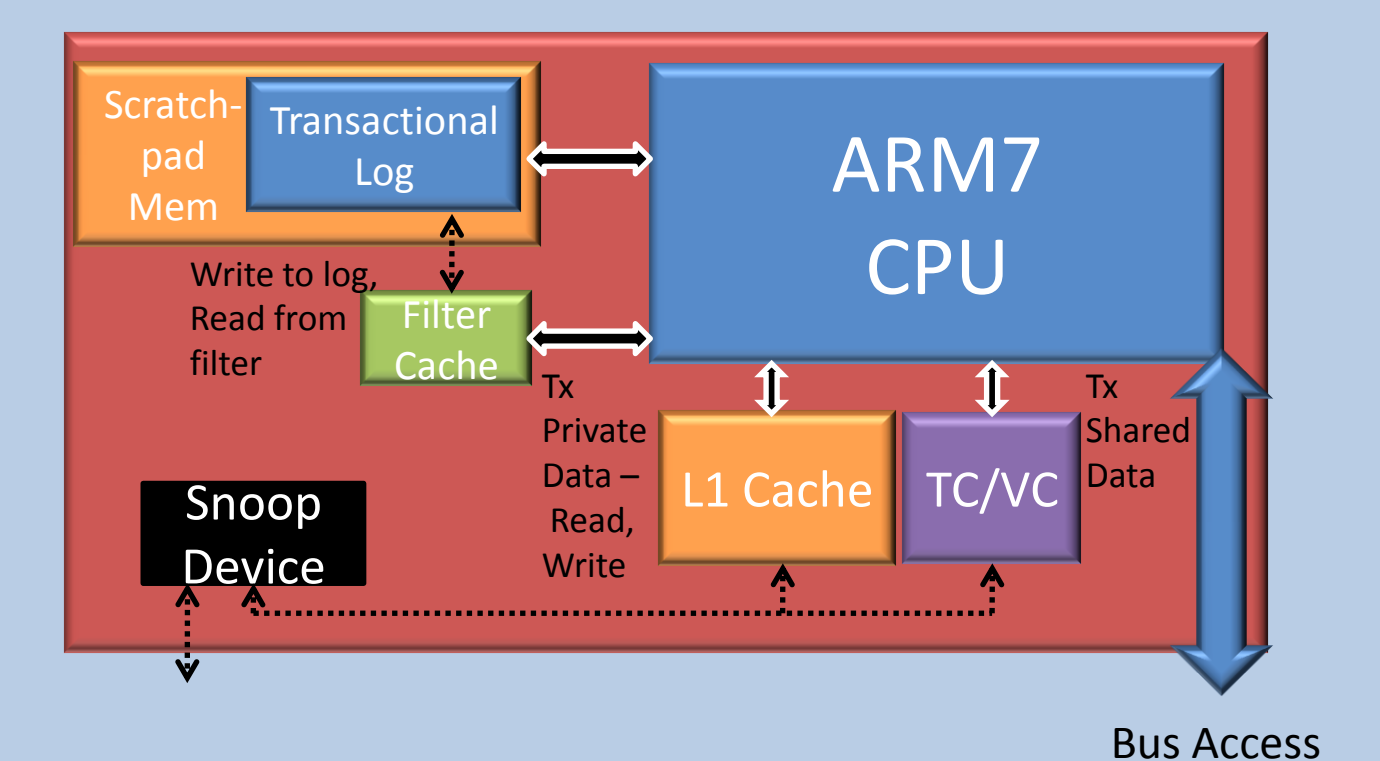 Scratch-
pad
Mem
Transactional
Log
ARM7
CPU
Write to log,
Read from
filter
Filter
Cache
Tx
Private
Data –
Read,
Write
L1 Cache
TC/VC
Tx
Shared
Data
Snoop
Device
Bus Access